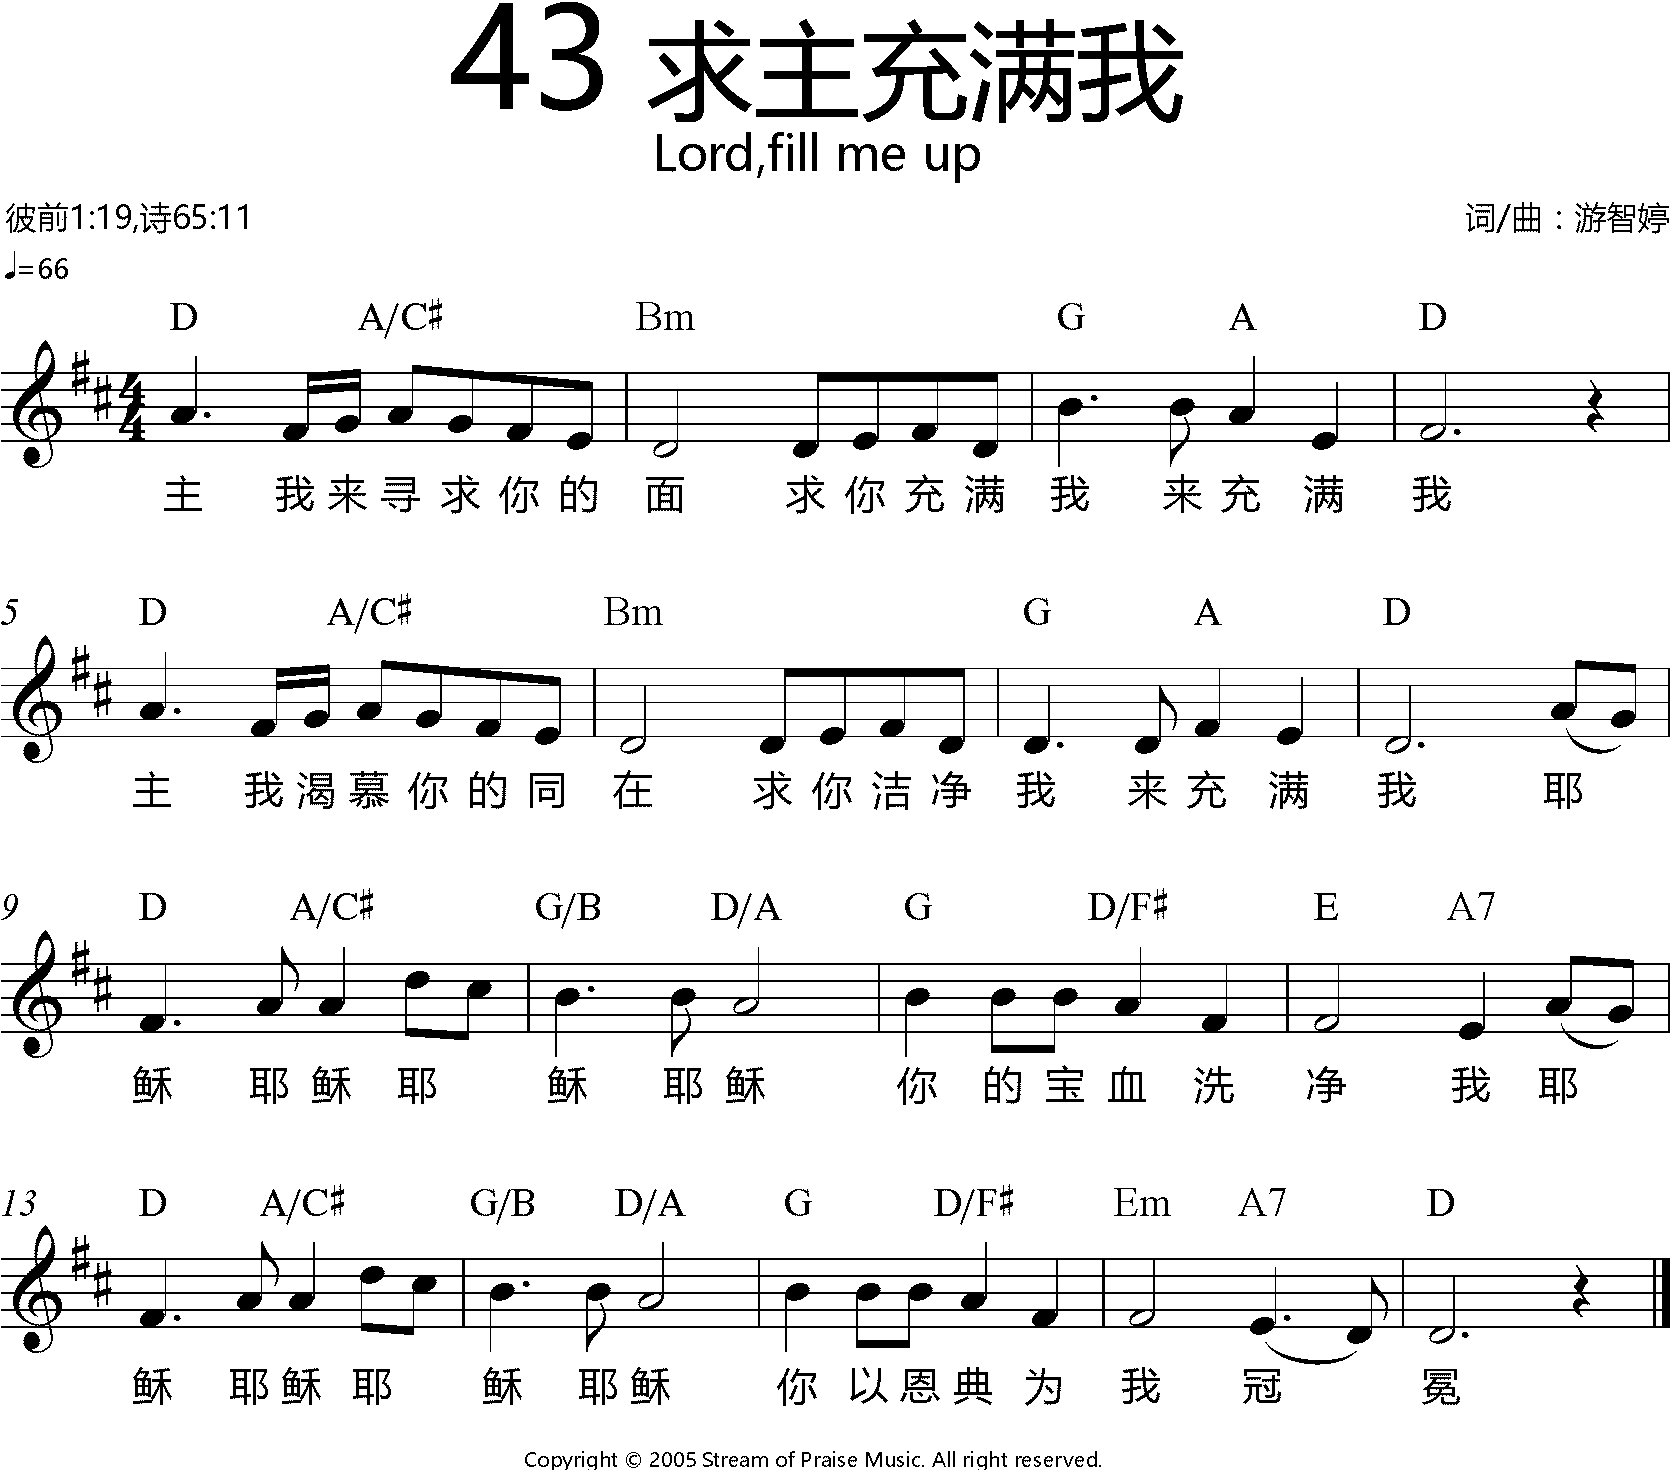 43 求主充满我
Lord,fill me up
彼前1:19,诗65:11
词/曲：游智婷
♩=66
D A/C♯ Bm G A D
4/4
主 我来寻求你的 面 求你充满 我 来充满 我
5 D A/C♯ Bm G A D
主 我渴慕你的同 在 求你洁净 我 来充满 我 耶
9 D A/C♯ G/B D/A G D/F♯ E A7
稣 耶稣耶 稣 耶稣 你 的宝血洗 净 我 耶
13 D A/C♯ G/B D/A G D/F♯ Em A7 D
稣 耶稣耶 稣 耶稣 你 以恩典为 我 冠 冕
Copyright © 2005 Stream of Praise Music. All right reserved.